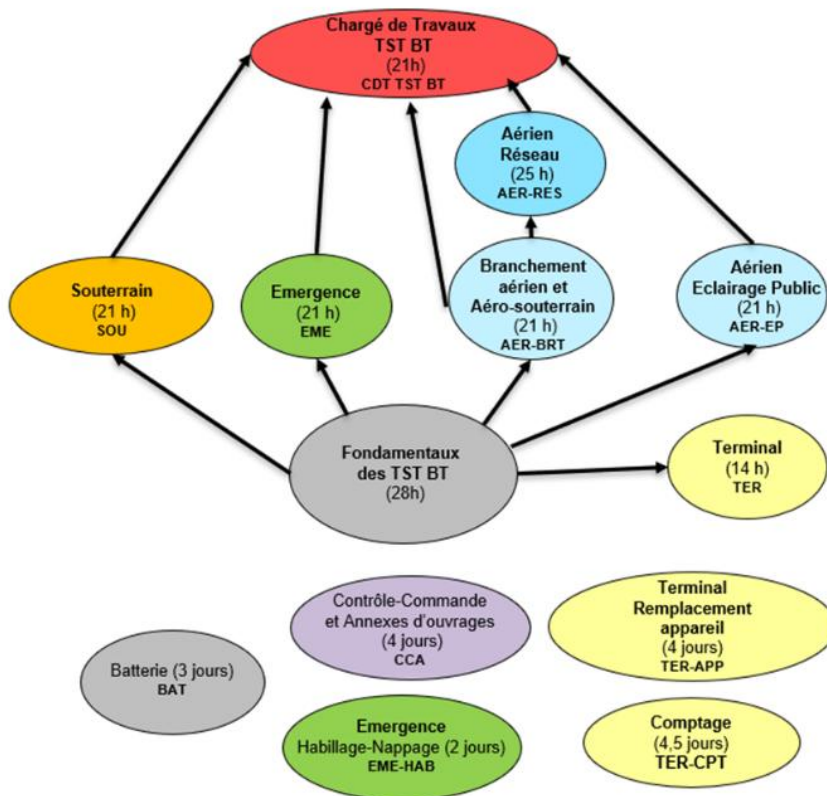 Chargé de Travaux
TST BT
(21h)
CDT TST BT
Aérien
Réseau
(25 h)
AER-RES
Souterrain
(21 h)
SOU
Emergence
(21 h)
EME
Branchement
aérien et
Aéro-souterrain
(21 h)
AER-BRT
Aérien
Eclairage Public
(21 h)
AER-EP
Fondamentaux
des TST BT
(28h)
Terminal
(14 h)
TER
Contrôle-Commande
et Annexes d'ouvrages
(4 jours)
CCA
Terminal
Remplacement
appareil
(4 jours)
TER-APP
Batterie (3 jours)
BAT
Emergence
Habillage-Nappage (2 jours)
EME-HAB
Comptage
(4,5 jours)
TER-CPT